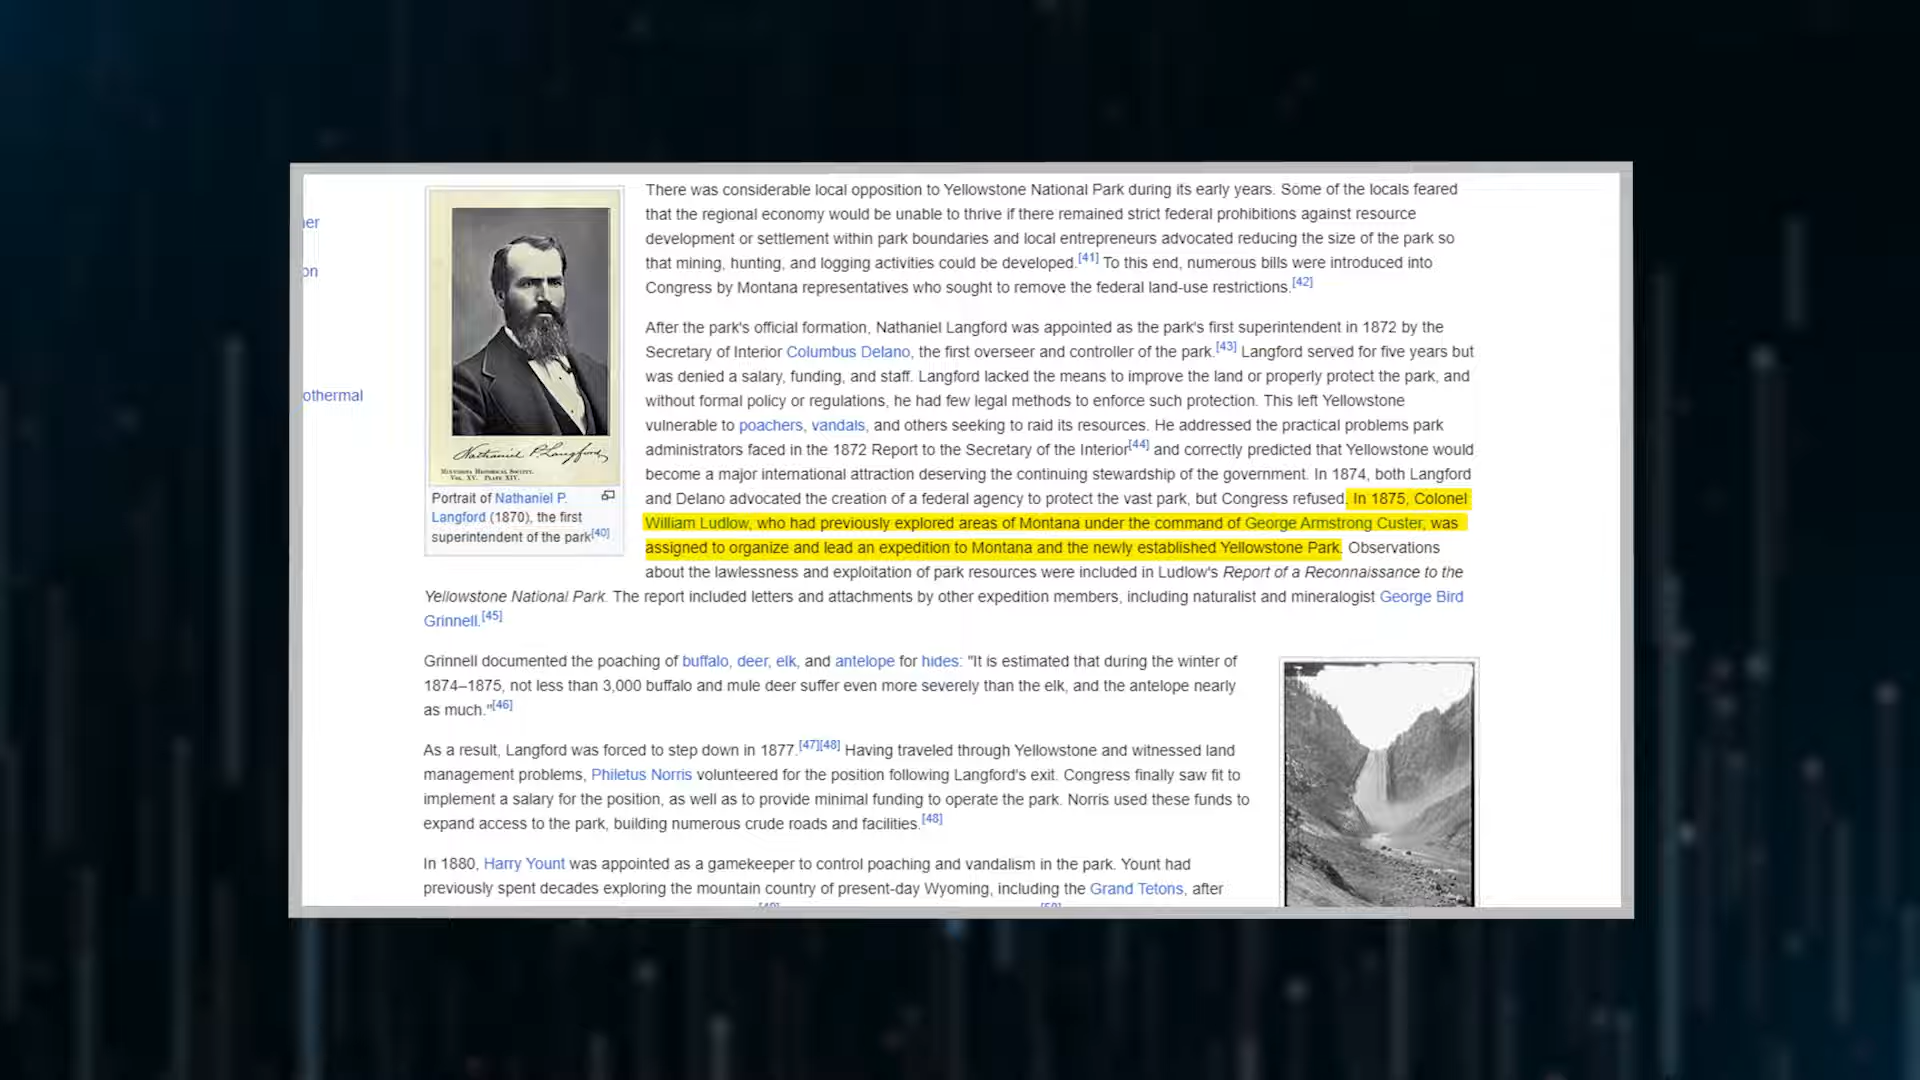 There was considerable local opposition to Yellowstone National Park during its early years. Some of the locals feared
that the regional economy would be unable to thrive if there remained strict federal prohibitions against resource
development or settlement within park boundaries and local entrepreneurs advocated reducing the size of the park so
that mining, hunting, and logging activities could be developed.[41] To this end, numerous bills were introduced into
Congress by Montana representatives who sought to remove the federal land-use restrictions.[42]
After the park's official formation, Nathaniel Langford was appointed as the park's first superintendent in 1872 by the
Secretary of Interior Columbus Delano, the first overseer and controller of the park.[43] Langford served for five years but
was denied a salary, funding, and staff. Langford lacked the means to improve the land or properly protect the park, and
without formal policy or regulations, he had few legal methods to enforce such protection. This left Yellowstone
vulnerable to poachers, vandals, and others seeking to raid its resources. He addressed the practical problems park
administrators faced in the 1872 Report to the Secretary of the Interior[44] and correctly predicted that Yellowstone would
become a major international attraction deserving the continuing stewardship of the government. In 1874, both Langford
and Delano advocated the creation of a federal agency to protect the vast park, but Congress refused. In 1875, Colonel
William Ludlow, who had previously explored areas of Montana under the command of George Armstrong Custer, was
assigned to organize and lead an expedition to Montana and the newly established Yellowstone Park. Observations
about the lawlessness and exploitation of park resources were included in Ludlow's Report of a Reconnaissance to the
Yellowstone National Park. The report included letters and attachments by other expedition members, including naturalist and mineralogist George Bird
Grinnell.[45]
Grinnell documented the poaching of buffalo, deer, elk, and antelope for hides: "It is estimated that during the winter of
1874–1875, not less than 3,000 buffalo and mule deer suffer even more severely than the elk, and the antelope nearly
as much."[46]
As a result, Langford was forced to step down in 1877.[47][48] Having traveled through Yellowstone and witnessed land
management problems, Philetus Norris volunteered for the position following Langford's exit. Congress finally saw fit to
implement a salary for the position, as well as to provide minimal funding to operate the park. Norris used these funds to
expand access to the park, building numerous crude roads and facilities.[48]
In 1880, Harry Yount was appointed as a gamekeeper to control poaching and vandalism in the park. Yount had
previously spent decades exploring the mountain country of present-day Wyoming, including the Grand Tetons, after
Nathaniel P. Langford
Minnesota Historical Society.
Vol. XV. Plate XIV.
Portrait of Nathaniel P.
Langford (1870), the first
superintendent of the park[40]
er
on
othermal